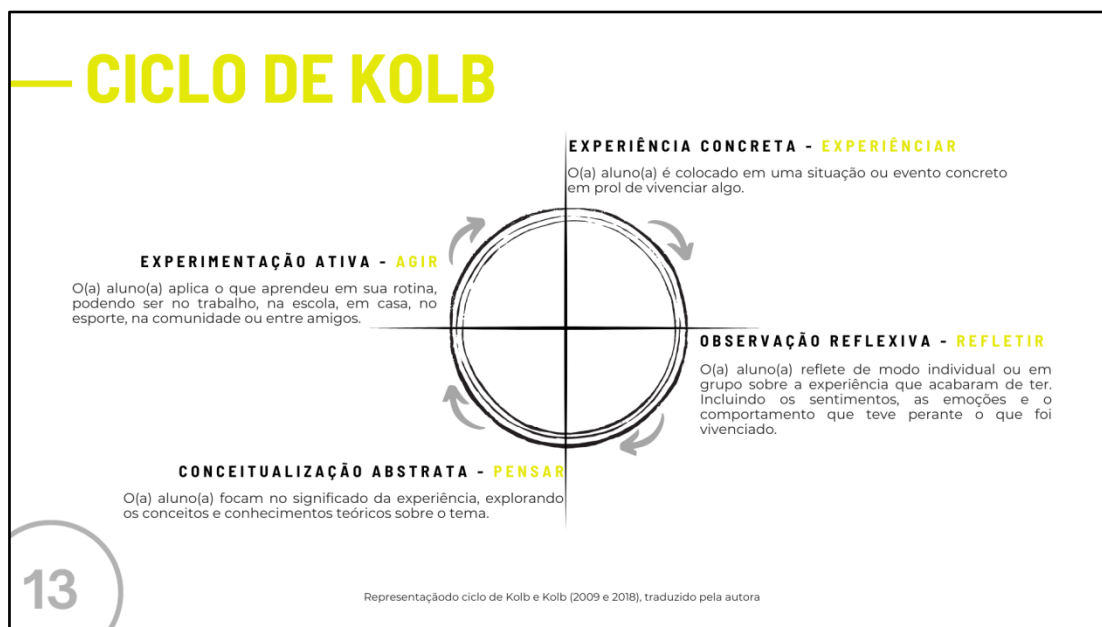 CICLO DE KOLB
EXPERIÊNCIA CONCRETA - EXPERIÊNCIAR
O(a) aluno(a) é colocado em uma situação ou evento concreto
em prol de vivenciar algo.
EXPERIMENTAÇÃO ATIVA - AGIR
O(a) aluno(a) aplica o que aprendeu em sua rotina,
podendo ser no trabalho, na escola, em casa, no
esporte, na comunidade ou entre amigos.
OBSERVAÇÃO REFLEXIVA - REFLETIR
O(a) aluno(a) reflete de modo individual ou em
grupo sobre a experiência que acabaram de ter.
Incluindo os sentimentos, as emoções e o
comportamento que teve perante o que foi
vivenciado.
CONCEITUALIZAÇÃO ABSTRATA - PENSAR
O(a) aluno(a) focam no significado da experiência, explorando
os conceitos e conhecimentos teóricos sobre o tema.
13
Representaçãodo ciclo de Kolb e Kolb (2009 e 2018), traduzido pela autora